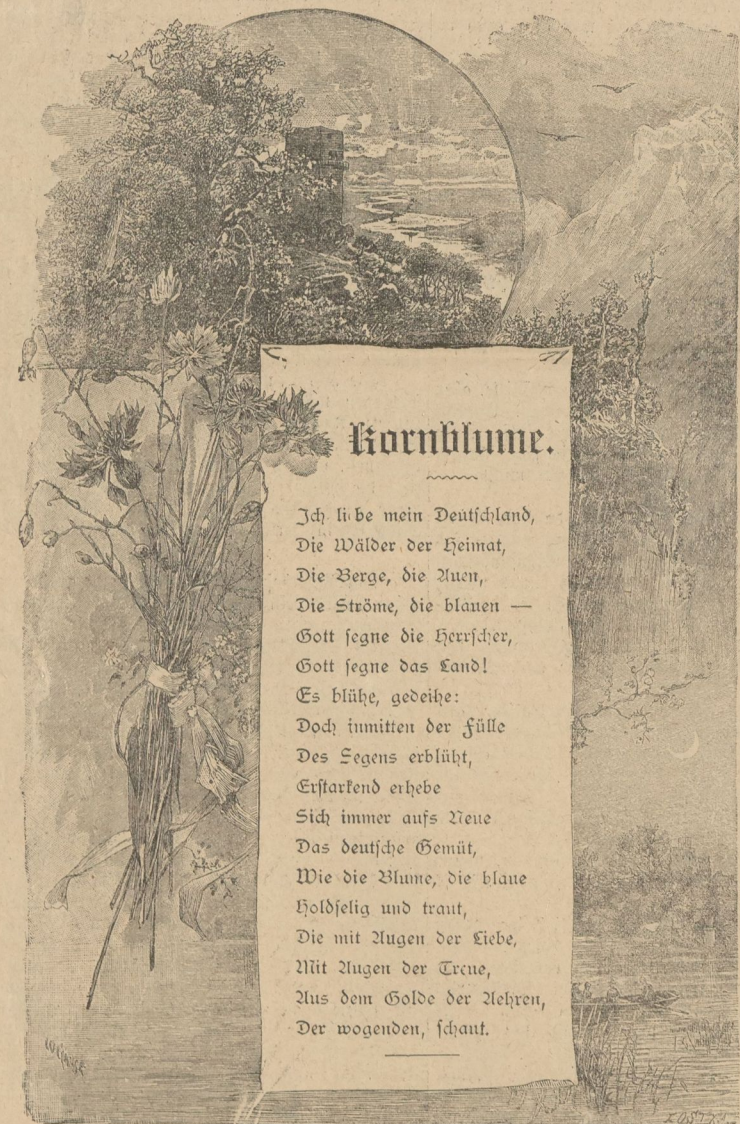 Kornblume.
Ich liebe mein Deutschland,
Die Wälder der Heimat,
Die Berge, die Auen,
Die Ströme, die blauen —
Gott segne die Herrscher,
Gott segne das Land!
Es blühe, gedeihe:
Doch inmitten der Fülle
Des Segens erblüht,
Erstarkend erhebe
Sich immer aufs Neue
Das deutsche Gemüt,
Wie die Blume, die blaue
Holdselig und traut,
Die mit Augen der Liebe,
Mit Augen der Treue,
Aus dem Golde der Aehren,
Der wogenden, schaut.